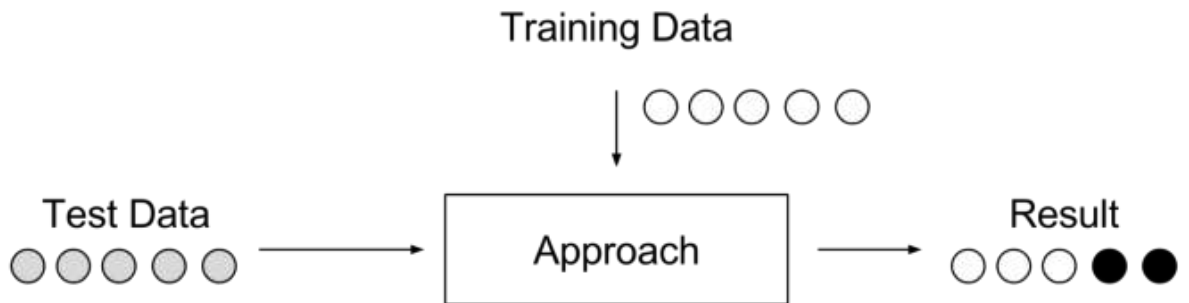 Training Data
Test Data
Approach
Result